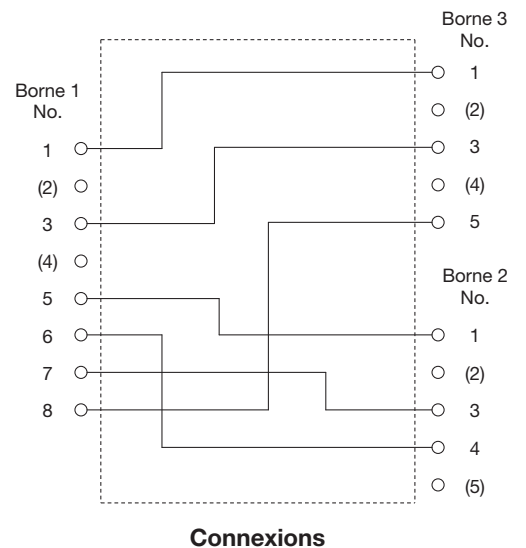 Borne 3
No.
1
(2)
3
(4)
5
Borne 1
No.
1
(2)
3
(4)
5
6
7
8
Borne 2
No.
1
(2)
3
4
(5)
Connexions